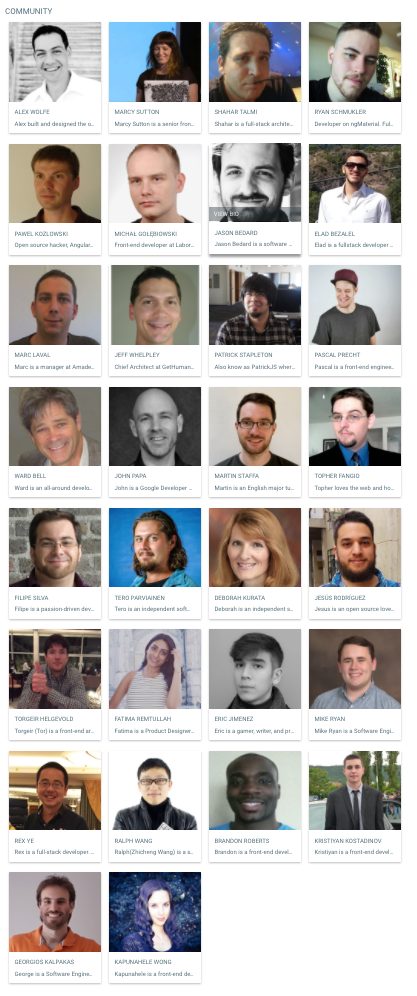 COMMUNITY
ALEX WOLFE
Alex built and designed the o..
MARCY SUTTON
Marcy Sutton is a senior fron..
SHAHAR TALMI
Shahar is a full-stack archite..
RYAN SCHMUKLER
Developer on ngMaterial. Ful..
PAWEL KOZLOWSKI
Open source hacker, Angular..
MICHAŁ GOŁĘBIOWSKI
Front-end developer at Labor..
VIEW BIO
JASON BEDARD
Jason Bedard is a software ...
ELAD BEZALEL
Elad is a fullstack developer ...
MARC LAVAL
Marc is a manager at Amade..
JEFF WHELPLEY
Chief Architect at GetHuman..
PATRICK STAPLETON
Also know as PatrickJS wher..
PASCAL PRECHT
Pascal is a front-end enginee..
WARD BELL
Ward is an all-around develo..
JOHN PAPA
John is a Google Developer ...
MARTIN STAFFA
Martin is an English major tu..
TOPHER FANGIO
Topher loves the web and ho..
FILIPE SILVA
Filipe is a passion-driven dev..
TERO PARVIAINEN
Tero is an independent soft..
DEBORAH KURATA
Deborah is an independent s..
JESÚS RODRÍGUEZ
Jesus is an open source love..
TORGEIR HELGEVOLD
Torgeir (Tor) is a front-end ar..
FATIMA REMTULLAH
Fatima is a Product Designer..
ERIC JIMENEZ
Eric is a gamer, writer, and pr..
MIKE RYAN
Mike Ryan is a Software Engi..
REX YE
Rex is a full-stack developer. ...
RALPH WANG
Ralph(Zhicheng Wang) is a s..
BRANDON ROBERTS
Brandon is a front-end devel..
KRISTIYAN KOSTADINOV
Kristiyan is a front-end devel..
GEORGIOS KALPAKAS
George is a Software Engine..
KAPUNAHELE WONG
Kapunahele is a front-end de..